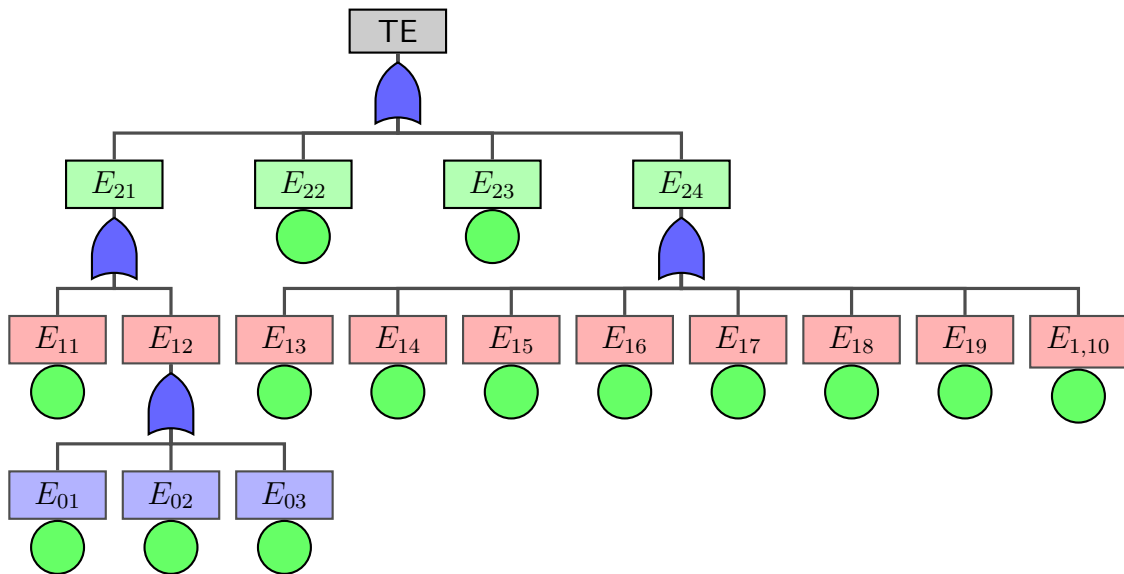 TE
E₂₁ E₂₂ E₂₃ E₂₄
E₁₁ E₁₂ E₁₃ E₁₄ E₁₅ E₁₆ E₁₇ E₁₈ E₁₉ E₁,₁₀
E₀₁ E₀₂ E₀₃